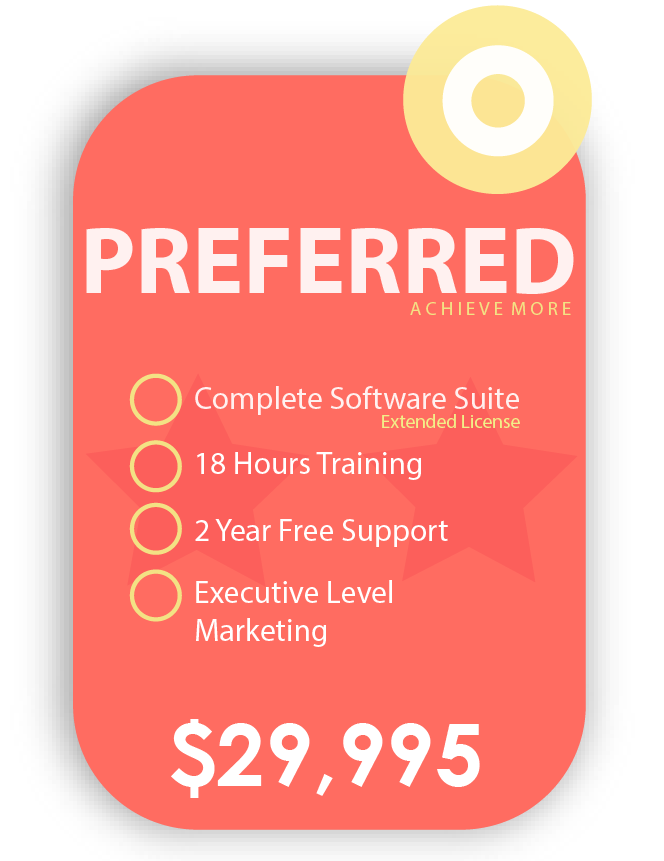 PREFERRED
ACHIEVE MORE
Complete Software Suite
Extended License
18 Hours Training
2 Year Free Support
Executive Level
Marketing
$29,995